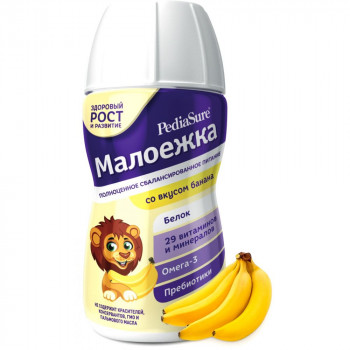 ЗДОРОВЫЙ
РОСТ
И РАЗВИТИЕ
PediaSure
Малоежка
ПОЛНОЦЕННОЕ СБАЛАНСИРОВАННОЕ ПИТАНИЕ
СО ВКУСОМ банана
Белок
29 витаминов
и минералов
Омега-3
Пребиотики
НЕ СОДЕРЖИТ КРАСИТЕЛЕЙ,
КОНСЕРВАНТОВ, ГМО И
ПАЛЬМОВОГО МАСЛА